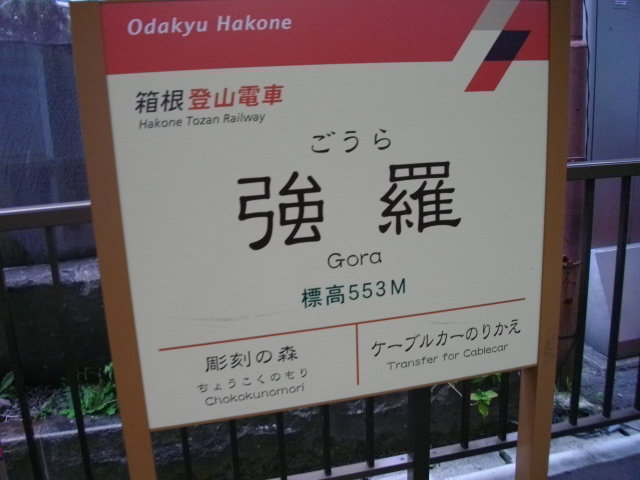 Odakyu Hakone
箱根登山電車
Hakone Tozan Railway
ごうら
強羅
Gora
標高553M
彫刻の森
ちょうこくのもり
Chokokunomori
ケーブルカーのりかえ
Transfer for Cablecar